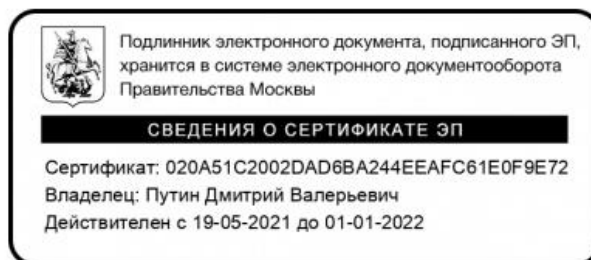 Подлинник электронного документа, подписанного ЭП,
хранится в системе электронного документооборота
Правительства Москвы
СВЕДЕНИЯ О СЕРТИФИКАТЕ ЭП
Сертификат: 020A51C2002DAD6BA244EEAFC61E0F9E72
Владелец: Путин Дмитрий Валерьевич
Действителен с 19-05-2021 до 01-01-2022